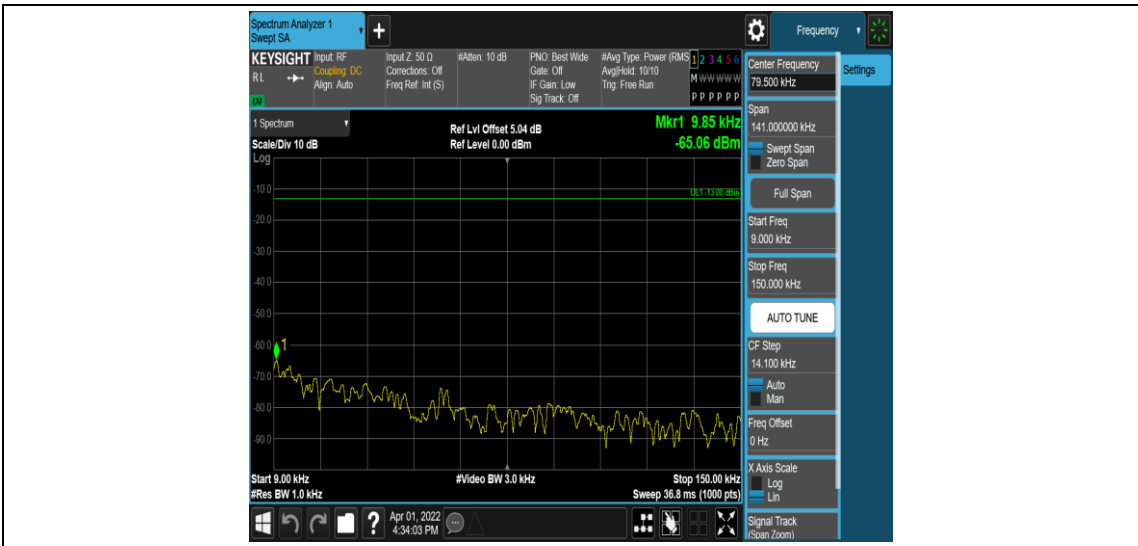 Spectrum Analyzer 1
Swept SA
+
Frequency
KEYSIGHT
RL
LXI
Input: RF
Coupling: DC
Align: Auto
Input Z: 50 Ω
Corrections: Off
Freq Ref: Int (S)
#Atten: 10 dB
PNO: Best Wide
Gate: Off
IF Gain: Low
Sig Track: Off
#Avg Type: Power (RMS
Avg|Hold: 10/10
Trig: Free Run
1 2 3 4 5 6
M W W W W W
P P P P P P
1 Spectrum
Scale/Div 10 dB
Log
Ref Lvl Offset 5.04 dB
Ref Level 0.00 dBm
Mkr1 9.85 kHz
-65.06 dBm
DL1 -13.00 dBm
-10.0
-20.0
-30.0
-40.0
-50.0
-60.0
1
-70.0
-80.0
-90.0
Start 9.00 kHz
#Res BW 1.0 kHz
#Video BW 3.0 kHz
Stop 150.00 kHz
Sweep 36.8 ms (1000 pts)
Center Frequency
79.500 kHz
Settings
Span
141.000000 kHz
Swept Span
Zero Span
Full Span
Start Freq
9.000 kHz
Stop Freq
150.000 kHz
AUTO TUNE
CF Step
14.100 kHz
Auto
Man
Freq Offset
0 Hz
X Axis Scale
Log
Lin
Signal Track
(Span Zoom)
?
Apr 01, 2022
4:34:03 PM